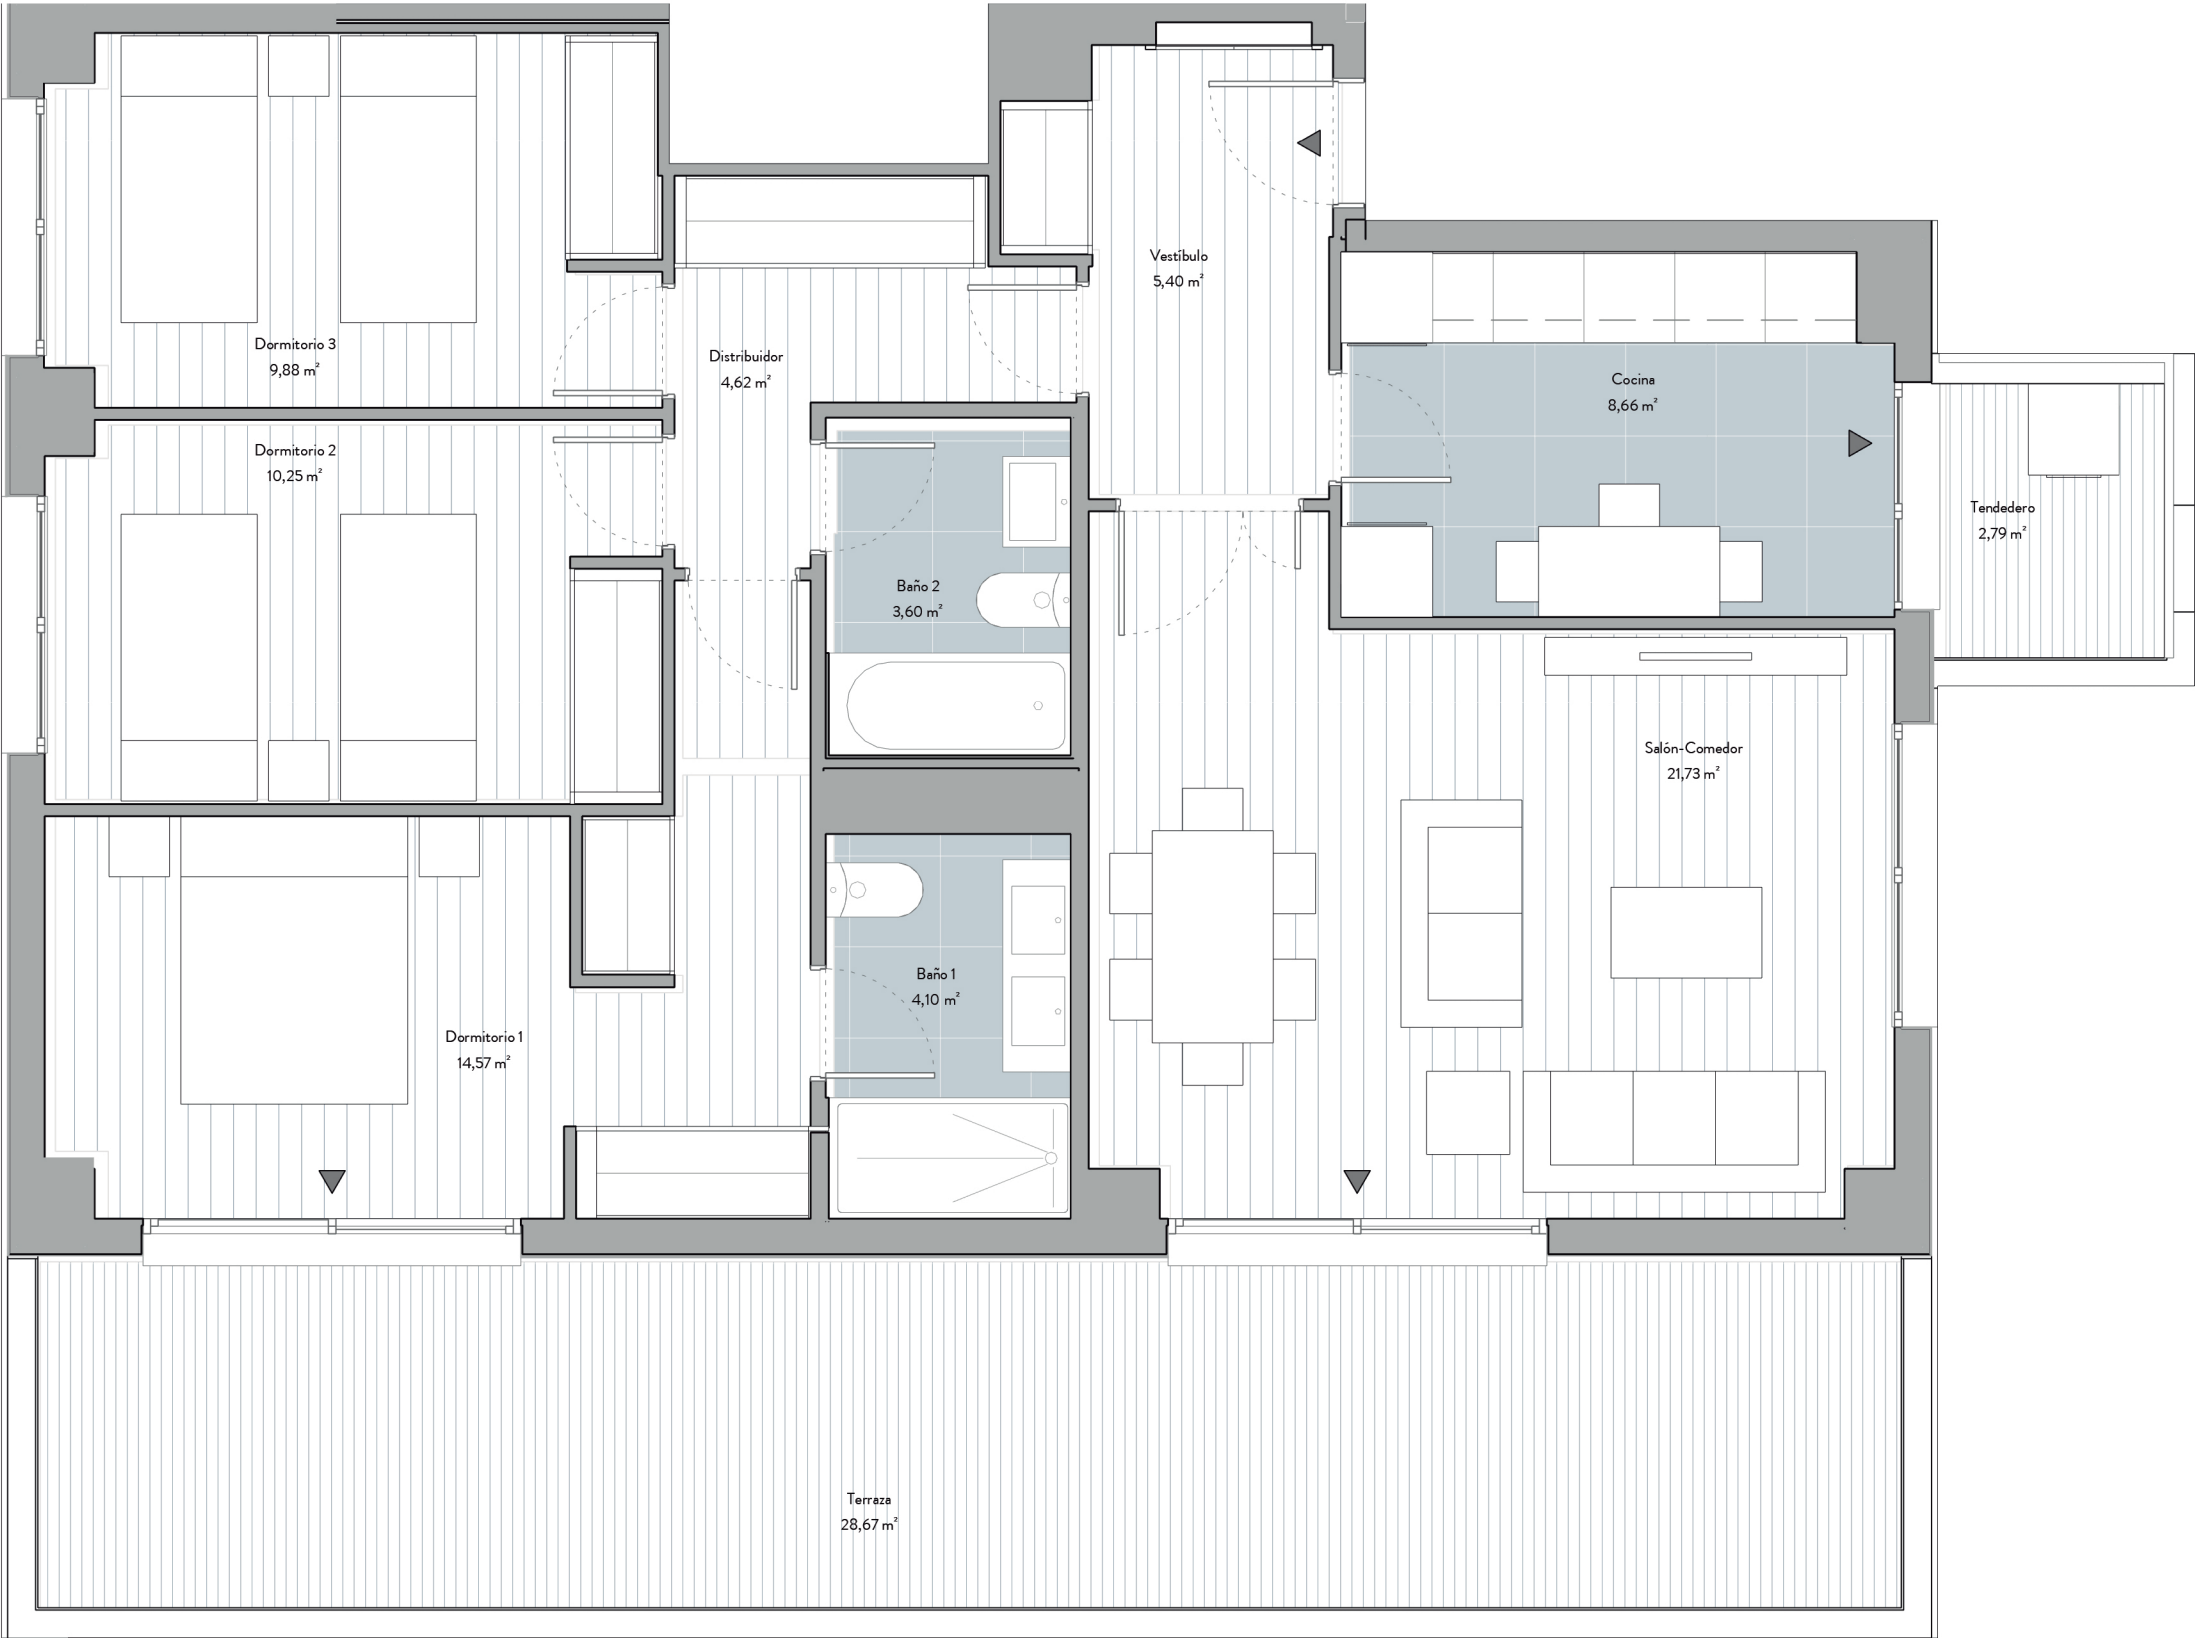 Vestíbulo
5,40 m²
Dormitorio 3
9,88 m²
Distribuidor
4,62 m²
Cocina
8,66 m²
Dormitorio 2
10,25 m²
Tendedero
2,79 m²
Baño 2
3,60 m²
Salón-Comedor
21,73 m²
Baño 1
4,10 m²
Dormitorio 1
14,57 m²
Terraza
28,67 m²